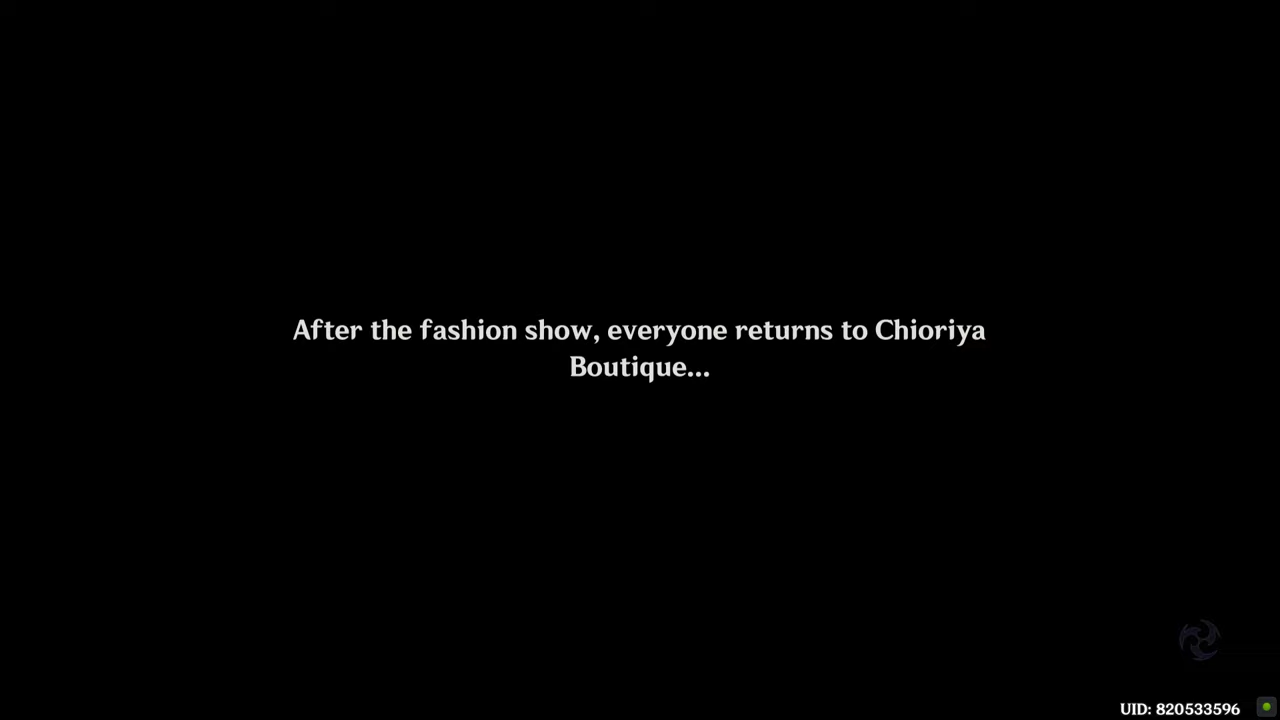 After the fashion show, everyone returns to Chioriya
Boutique...
UID: 820533596